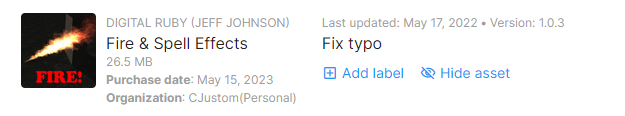 DIGITAL RUBY (JEFF JOHNSON)
Fire & Spell Effects
26.5 MB
Purchase date: May 15, 2023
Organization: CJustom(Personal)
FIRE!
Last updated: May 17, 2022 • Version: 1.0.3
Fix typo
Add label
Hide asset